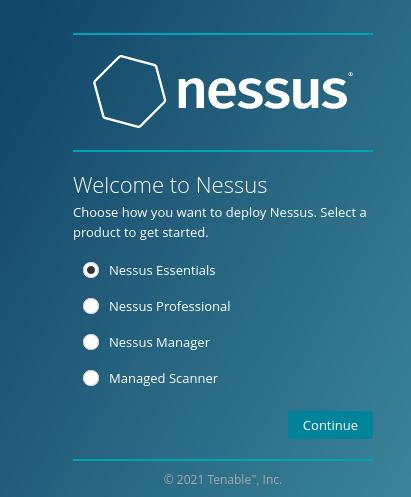 nessus®
Welcome to Nessus
Choose how you want to deploy Nessus. Select a
product to get started.
Nessus Essentials
Nessus Professional
Nessus Manager
Managed Scanner
Continue
© 2021 Tenable™, Inc.